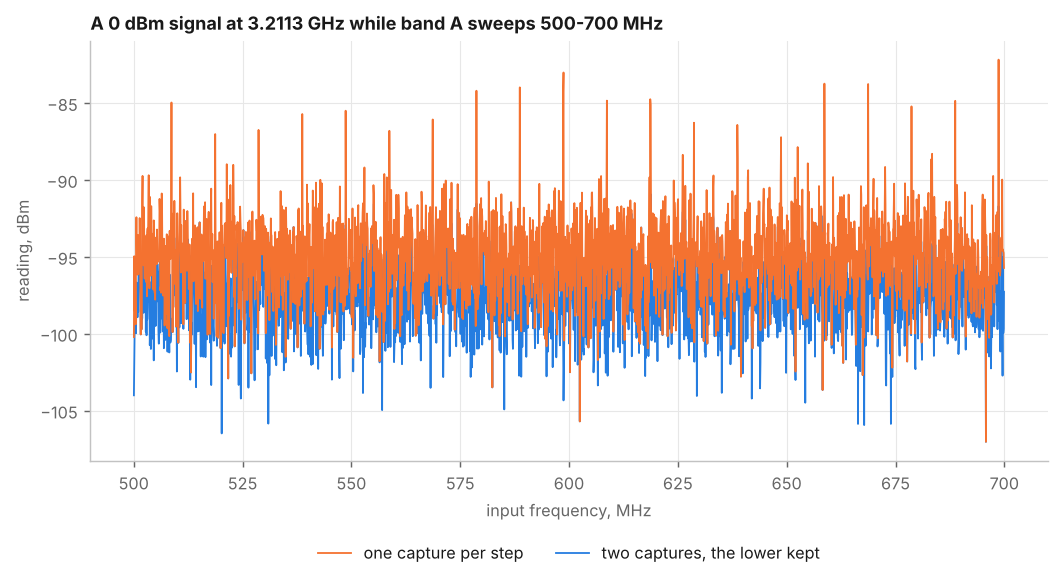 A 0 dBm signal at 3.2113 GHz while band A sweeps 500-700 MHz
reading, dBm
−85
−90
−95
−100
−105
500
525
550
575
600
625
650
675
700
input frequency, MHz
one capture per step
two captures, the lower kept